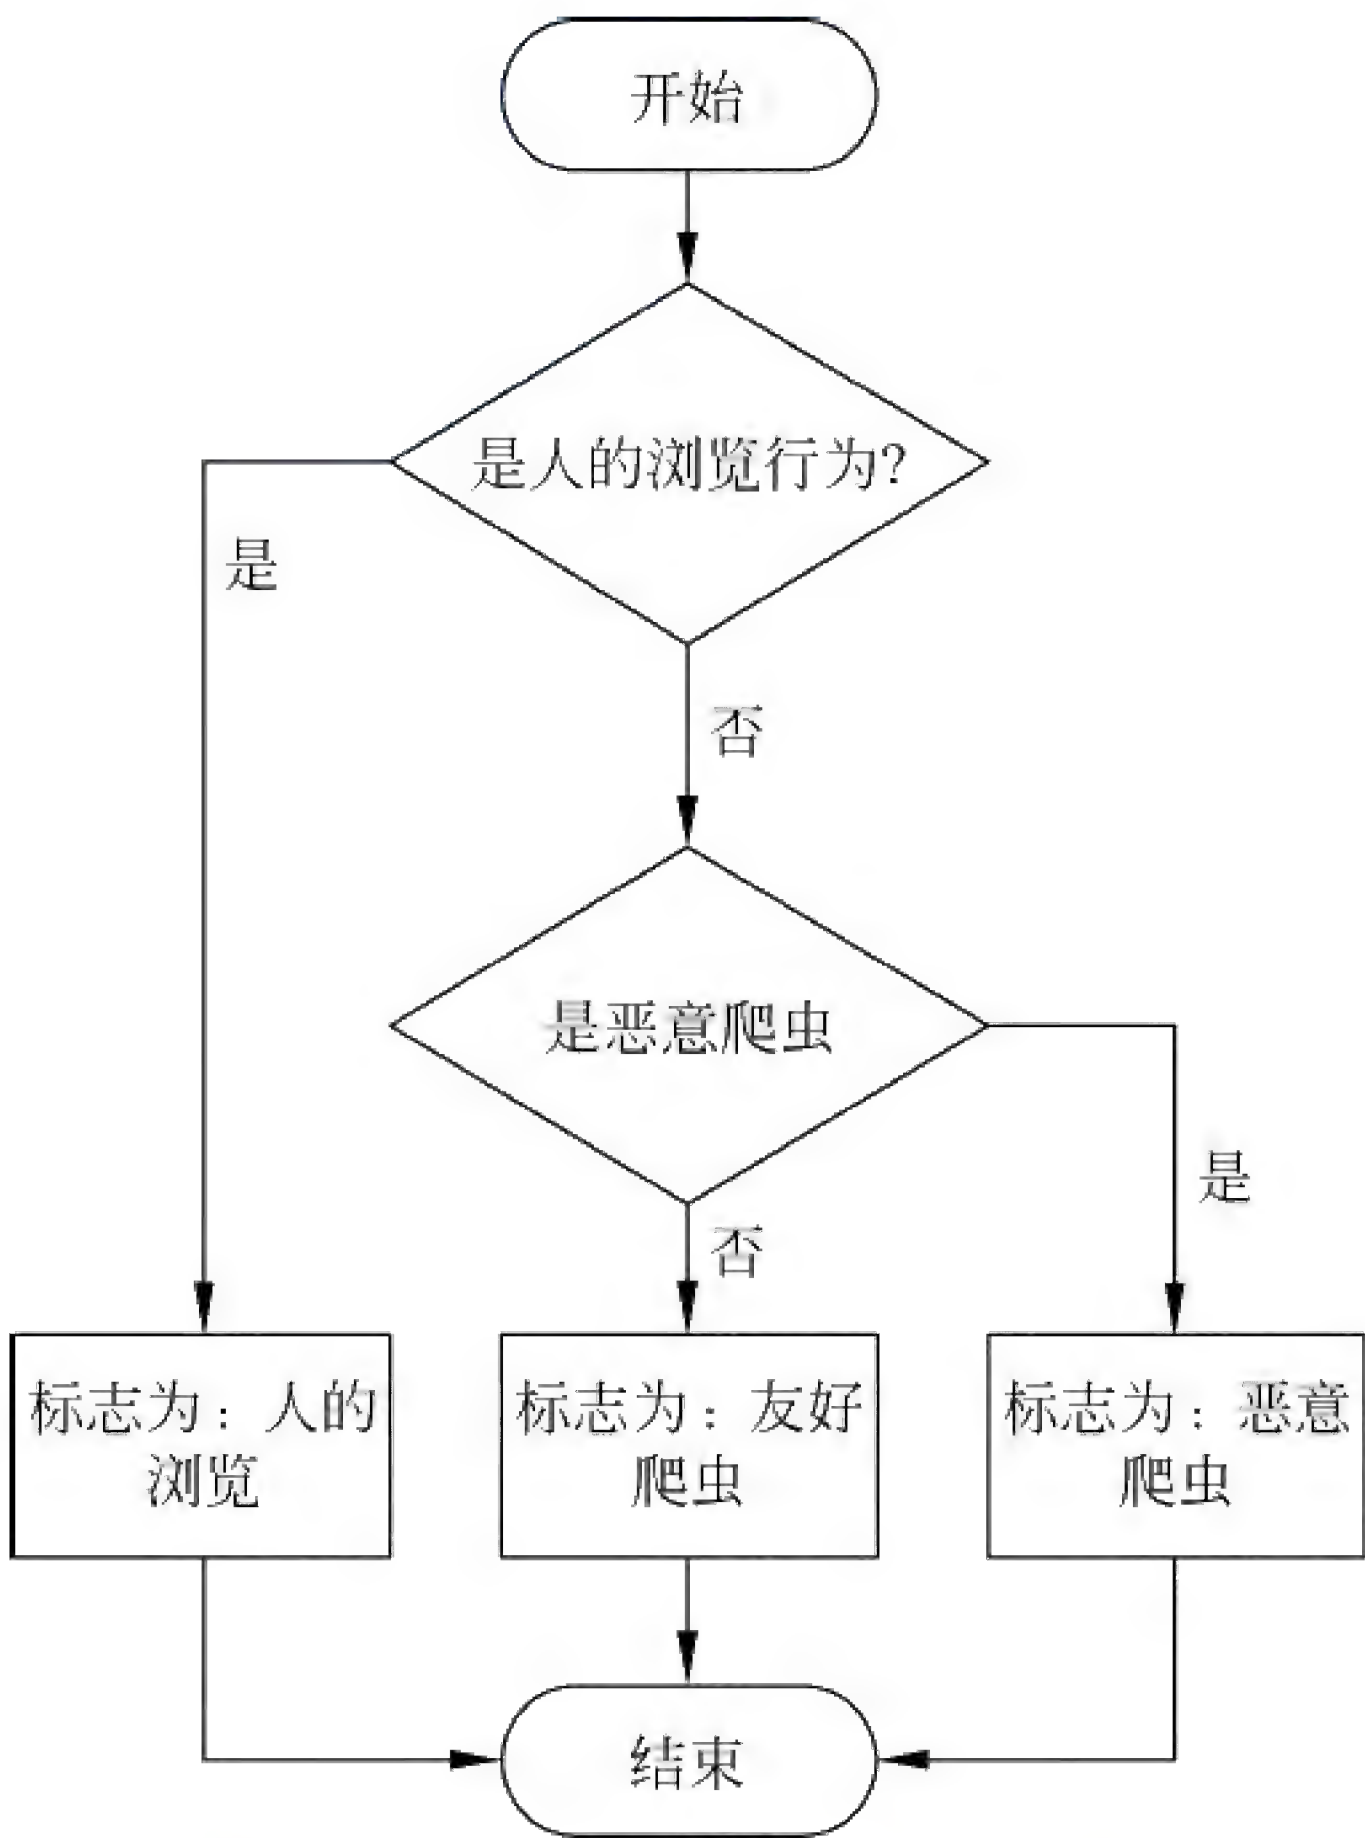 开始
是人的浏览行为?
是
否
是恶意爬虫
是
否
标志为：人的
浏览
标志为：友好
爬虫
标志为：恶意
爬虫
结束